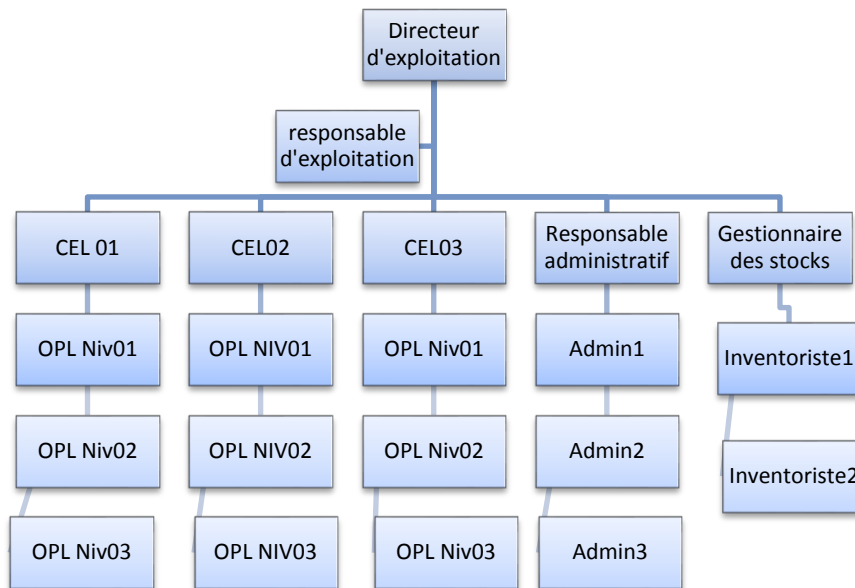 Directeur
d'exploitation
responsable
d'exploitation
CEL 01
CEL02
CEL03
Responsable
administratif
Gestionnaire
des stocks
OPL Niv01
OPL NIV01
OPL Niv01
Admin1
Inventoriste1
OPL Niv02
OPL NIV02
OPL Niv02
Admin2
Inventoriste2
OPL Niv03
OPL NIV03
OPL Niv03
Admin3